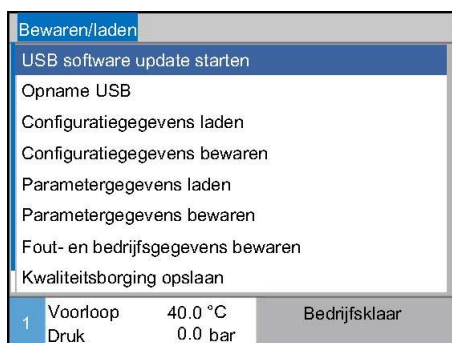 Bewaren/laden
USB software update starten
Opname USB
Configuratiegegevens laden
Configuratiegegevens bewaren
Parametergegevens laden
Parametergegevens bewaren
Fout- en bedrijfsgegevens bewaren
Kwaliteitsborging opslaan
1 Voorloop 40.0 °C Bedrijfsklaar
Druk 0.0 bar